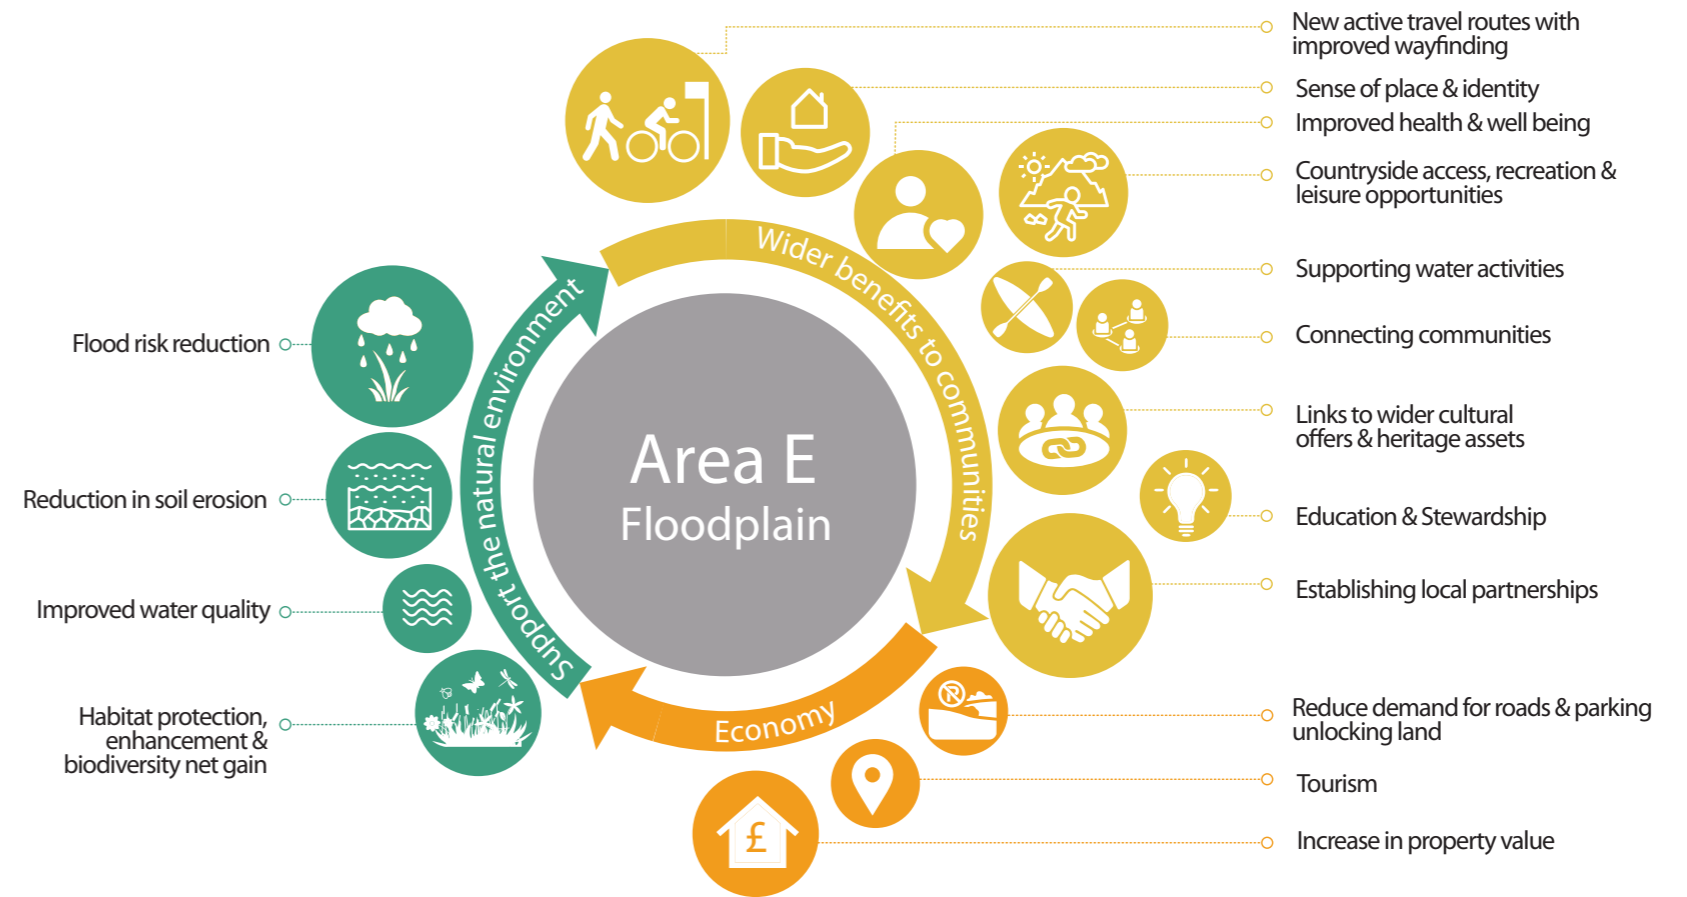 New active travel routes with
improved wayfinding
Sense of place & identity
Improved health & well being
Countryside access, recreation &
leisure opportunities
Supporting water activities
Connecting communities
Links to wider cultural
offers & heritage assets
Education & Stewardship
Establishing local partnerships
Reduce demand for roads & parking
unlocking land
Tourism
Increase in property value
Flood risk reduction
Reduction in soil erosion
Improved water quality
Habitat protection,
enhancement &
biodiversity net gain
Support the natural environment
Wider benefits to communities
Economy
Area E
Floodplain
P
£